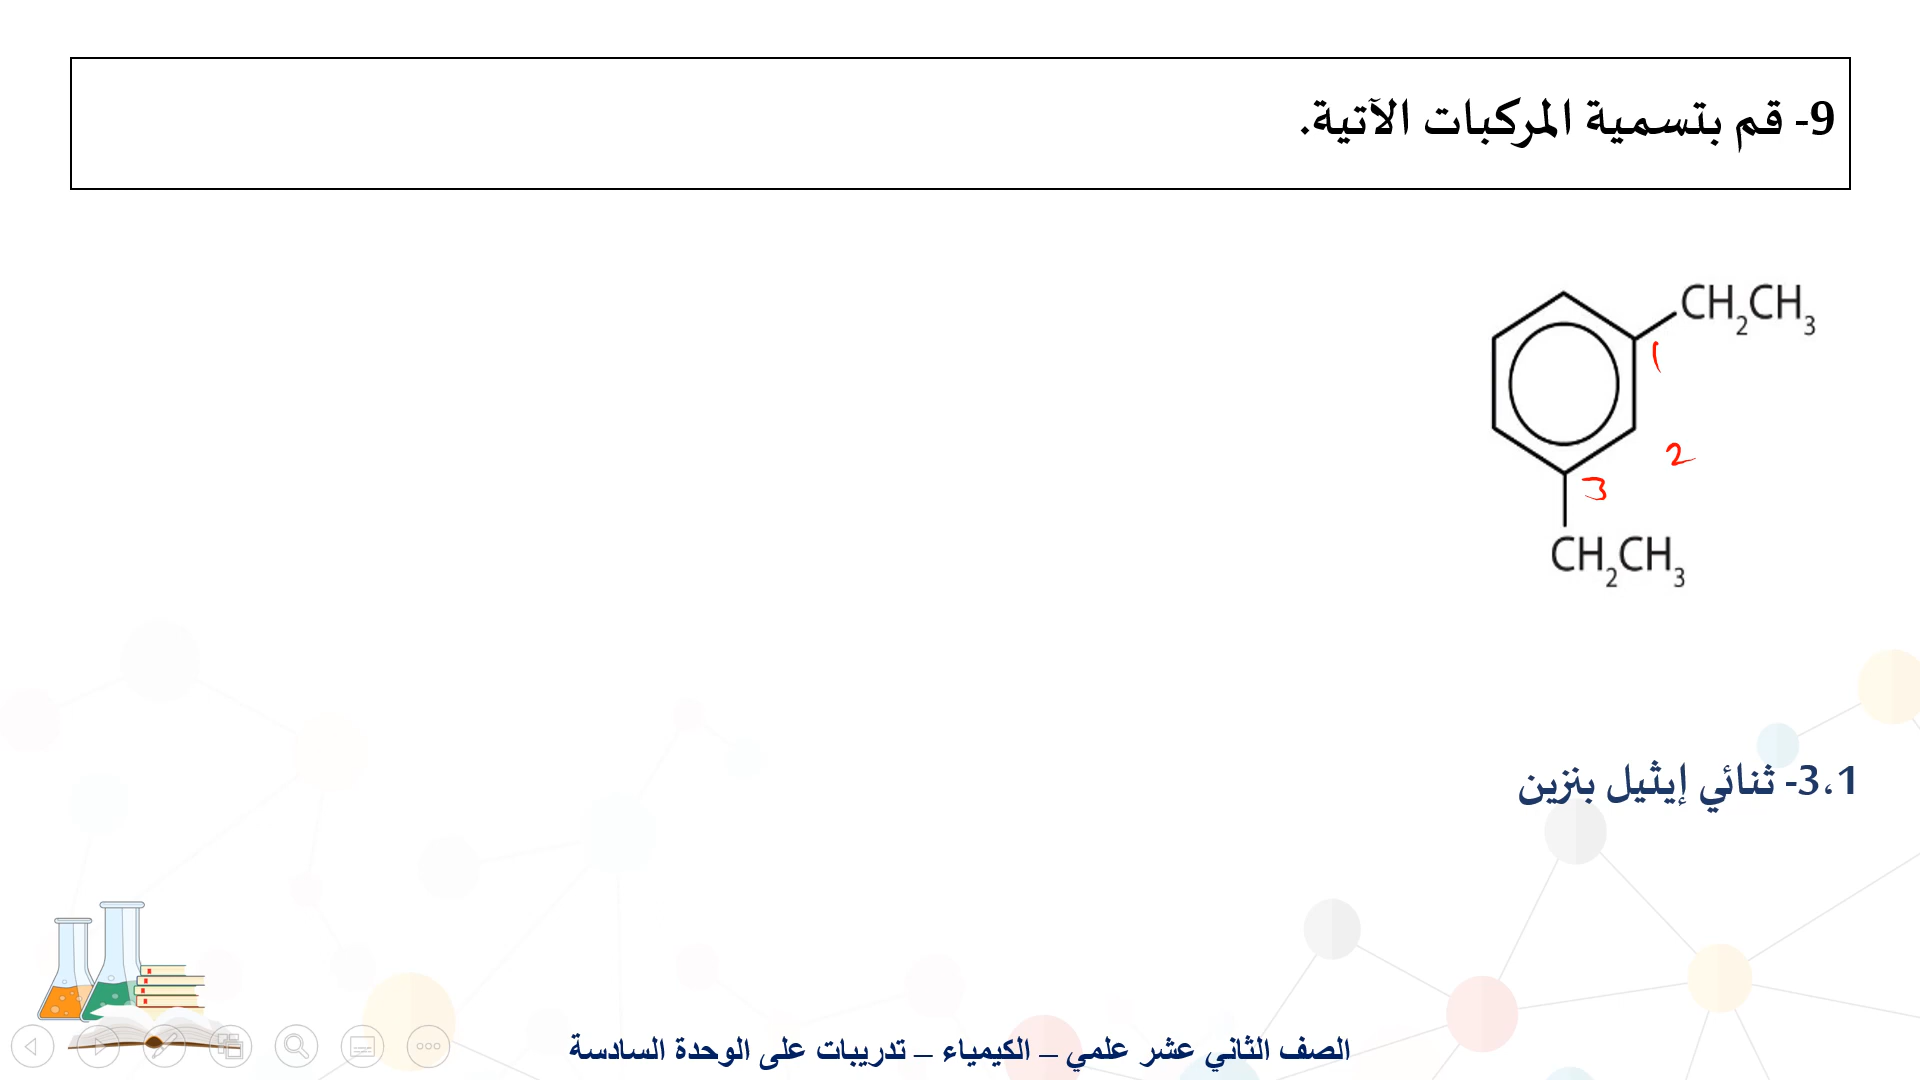 9- قم بتسمية المركبات الآتية.
CH₂CH₃
1
2
3
CH₂CH₃
3،1- ثنائي إيثيل بنزين
الصف الثاني عشر علمي – الكيمياء – تدريبات على الوحدة السادسة